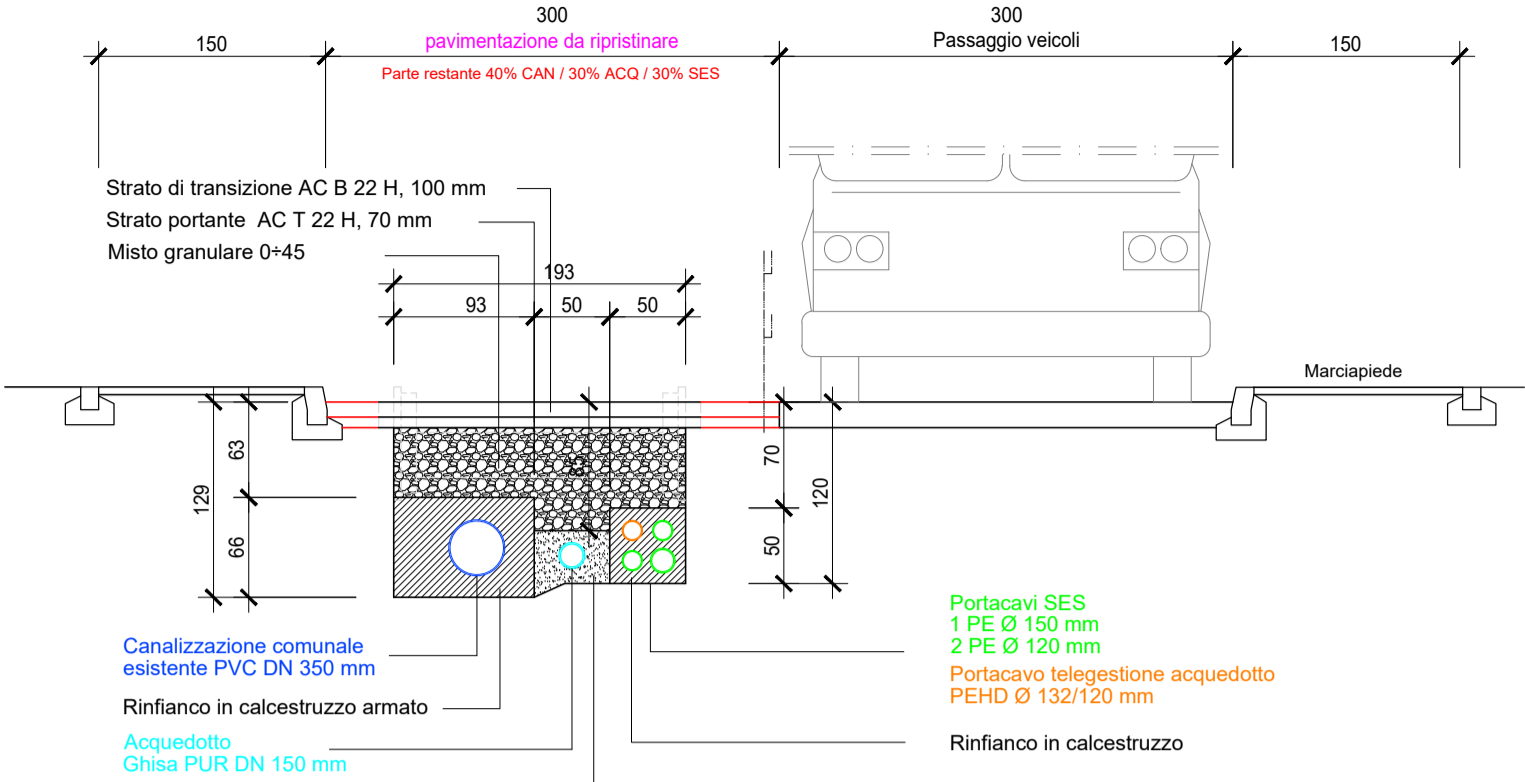 300
300
150
pavimentazione da ripristinare
Passaggio veicoli
150
Parte restante 40% CAN / 30% ACQ / 30% SES
Strato di transizione AC B 22 H, 100 mm
Strato portante AC T 22 H, 70 mm
Misto granulare 0÷45
193
93
50
50
Marciapiede
63
85
70
129
120
66
50
Canalizzazione comunale
esistente PVC DN 350 mm
Rinfianco in calcestruzzo armato
Acquedotto
Ghisa PUR DN 150 mm
Portacavi SES
1 PE Ø 150 mm
2 PE Ø 120 mm
Portacavo telegestione acquedotto
PEHD Ø 132/120 mm
Rinfianco in calcestruzzo